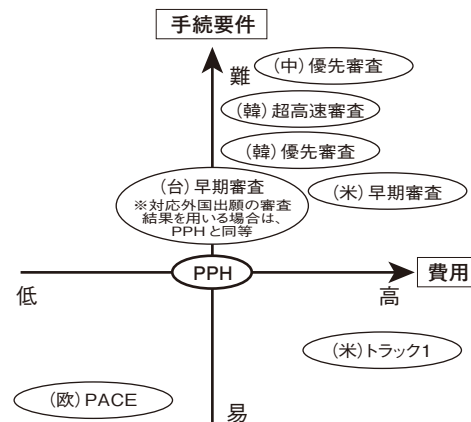 手続要件
難
(中)優先審査
(韓)超高速審査
(韓)優先審査
(台)早期審査
※対応外国出願の審査
結果を用いる場合は、
PPHと同等
(米)早期審査
PPH
低
高
費用
(米)トラック1
(欧)PACE
易